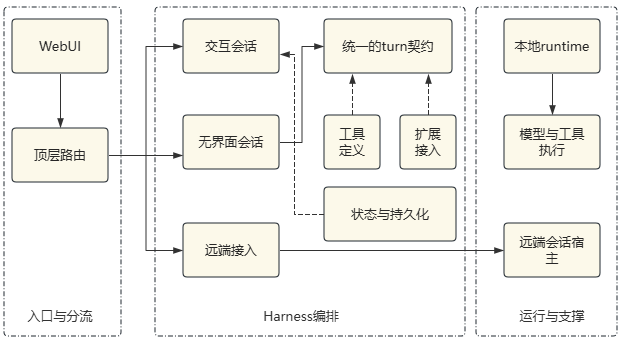 WebUI
顶层路由
入口与分流
交互会话
统一的turn契约
无界面会话
工具
定义
扩展
接入
状态与持久化
远端接入
Harness编排
本地runtime
模型与工具
执行
远端会话宿
主
运行与支撑